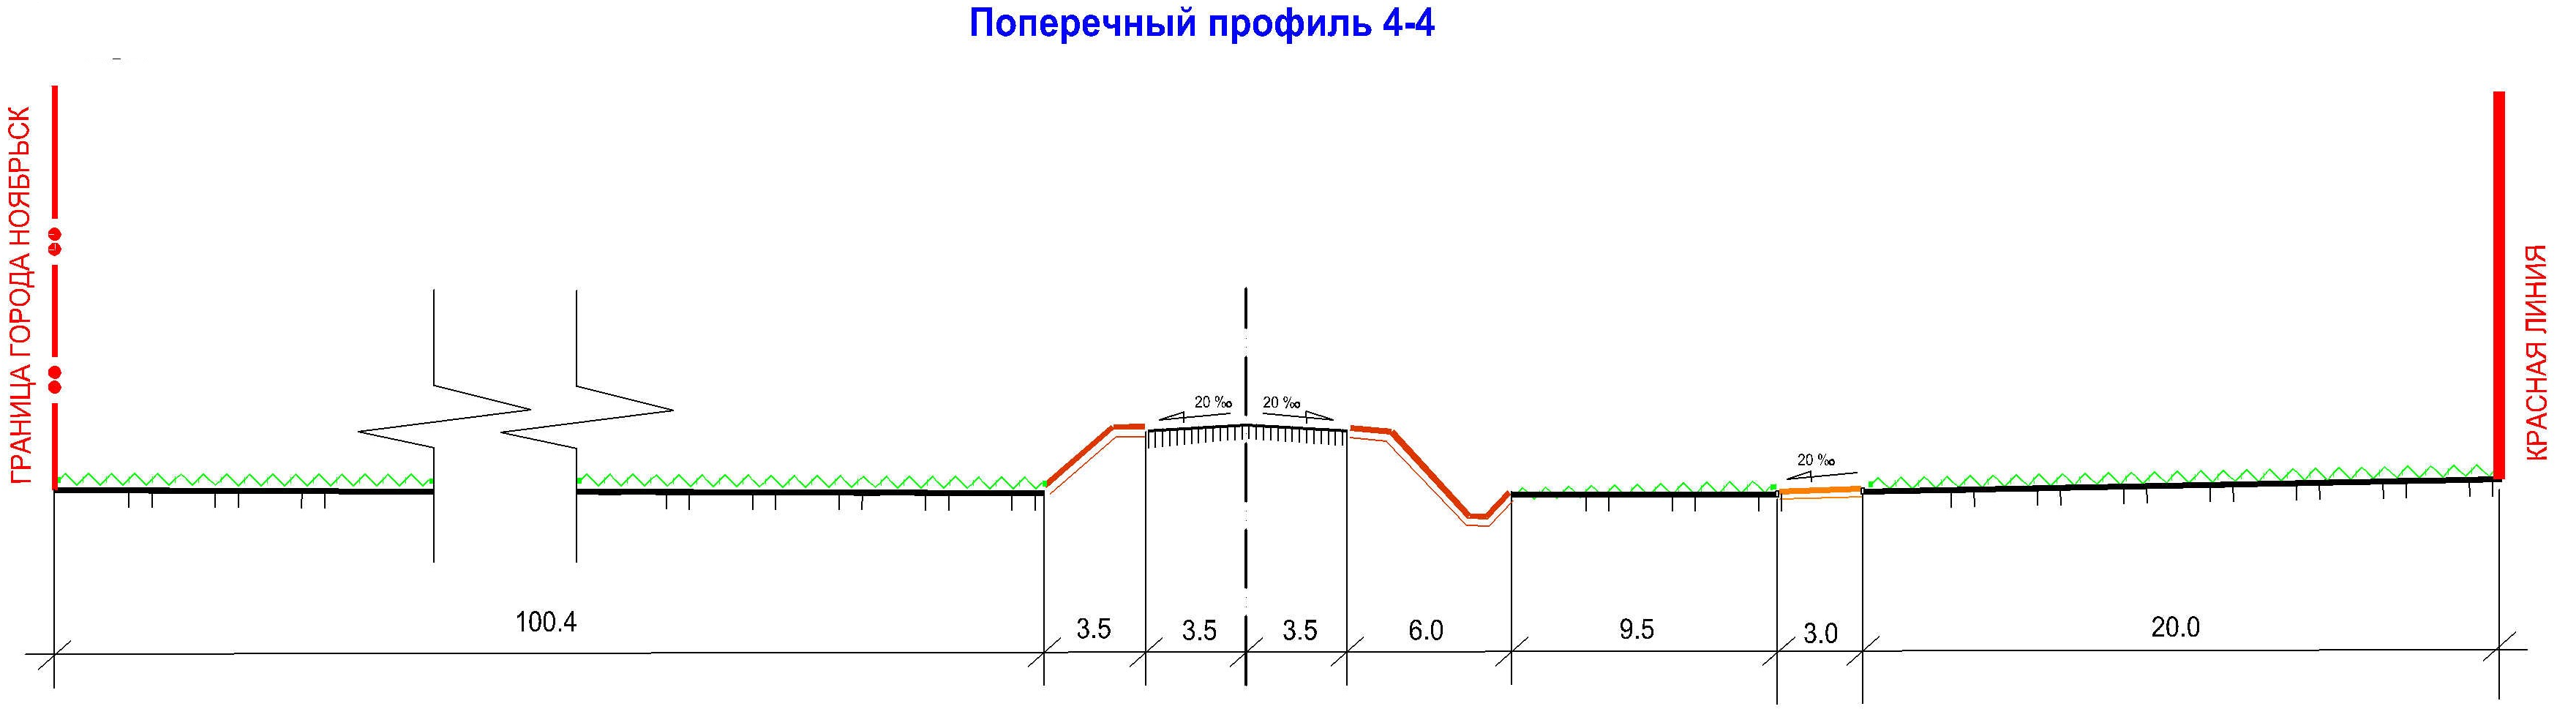 Поперечный профиль 4-4
ГРАНИЦА ГОРОДА НОЯБРЬСК
КРАСНАЯ ЛИНИЯ
20 ‰ 20 ‰
20 ‰
100.4 3.5 3.5 3.5 6.0 9.5 3.0 20.0